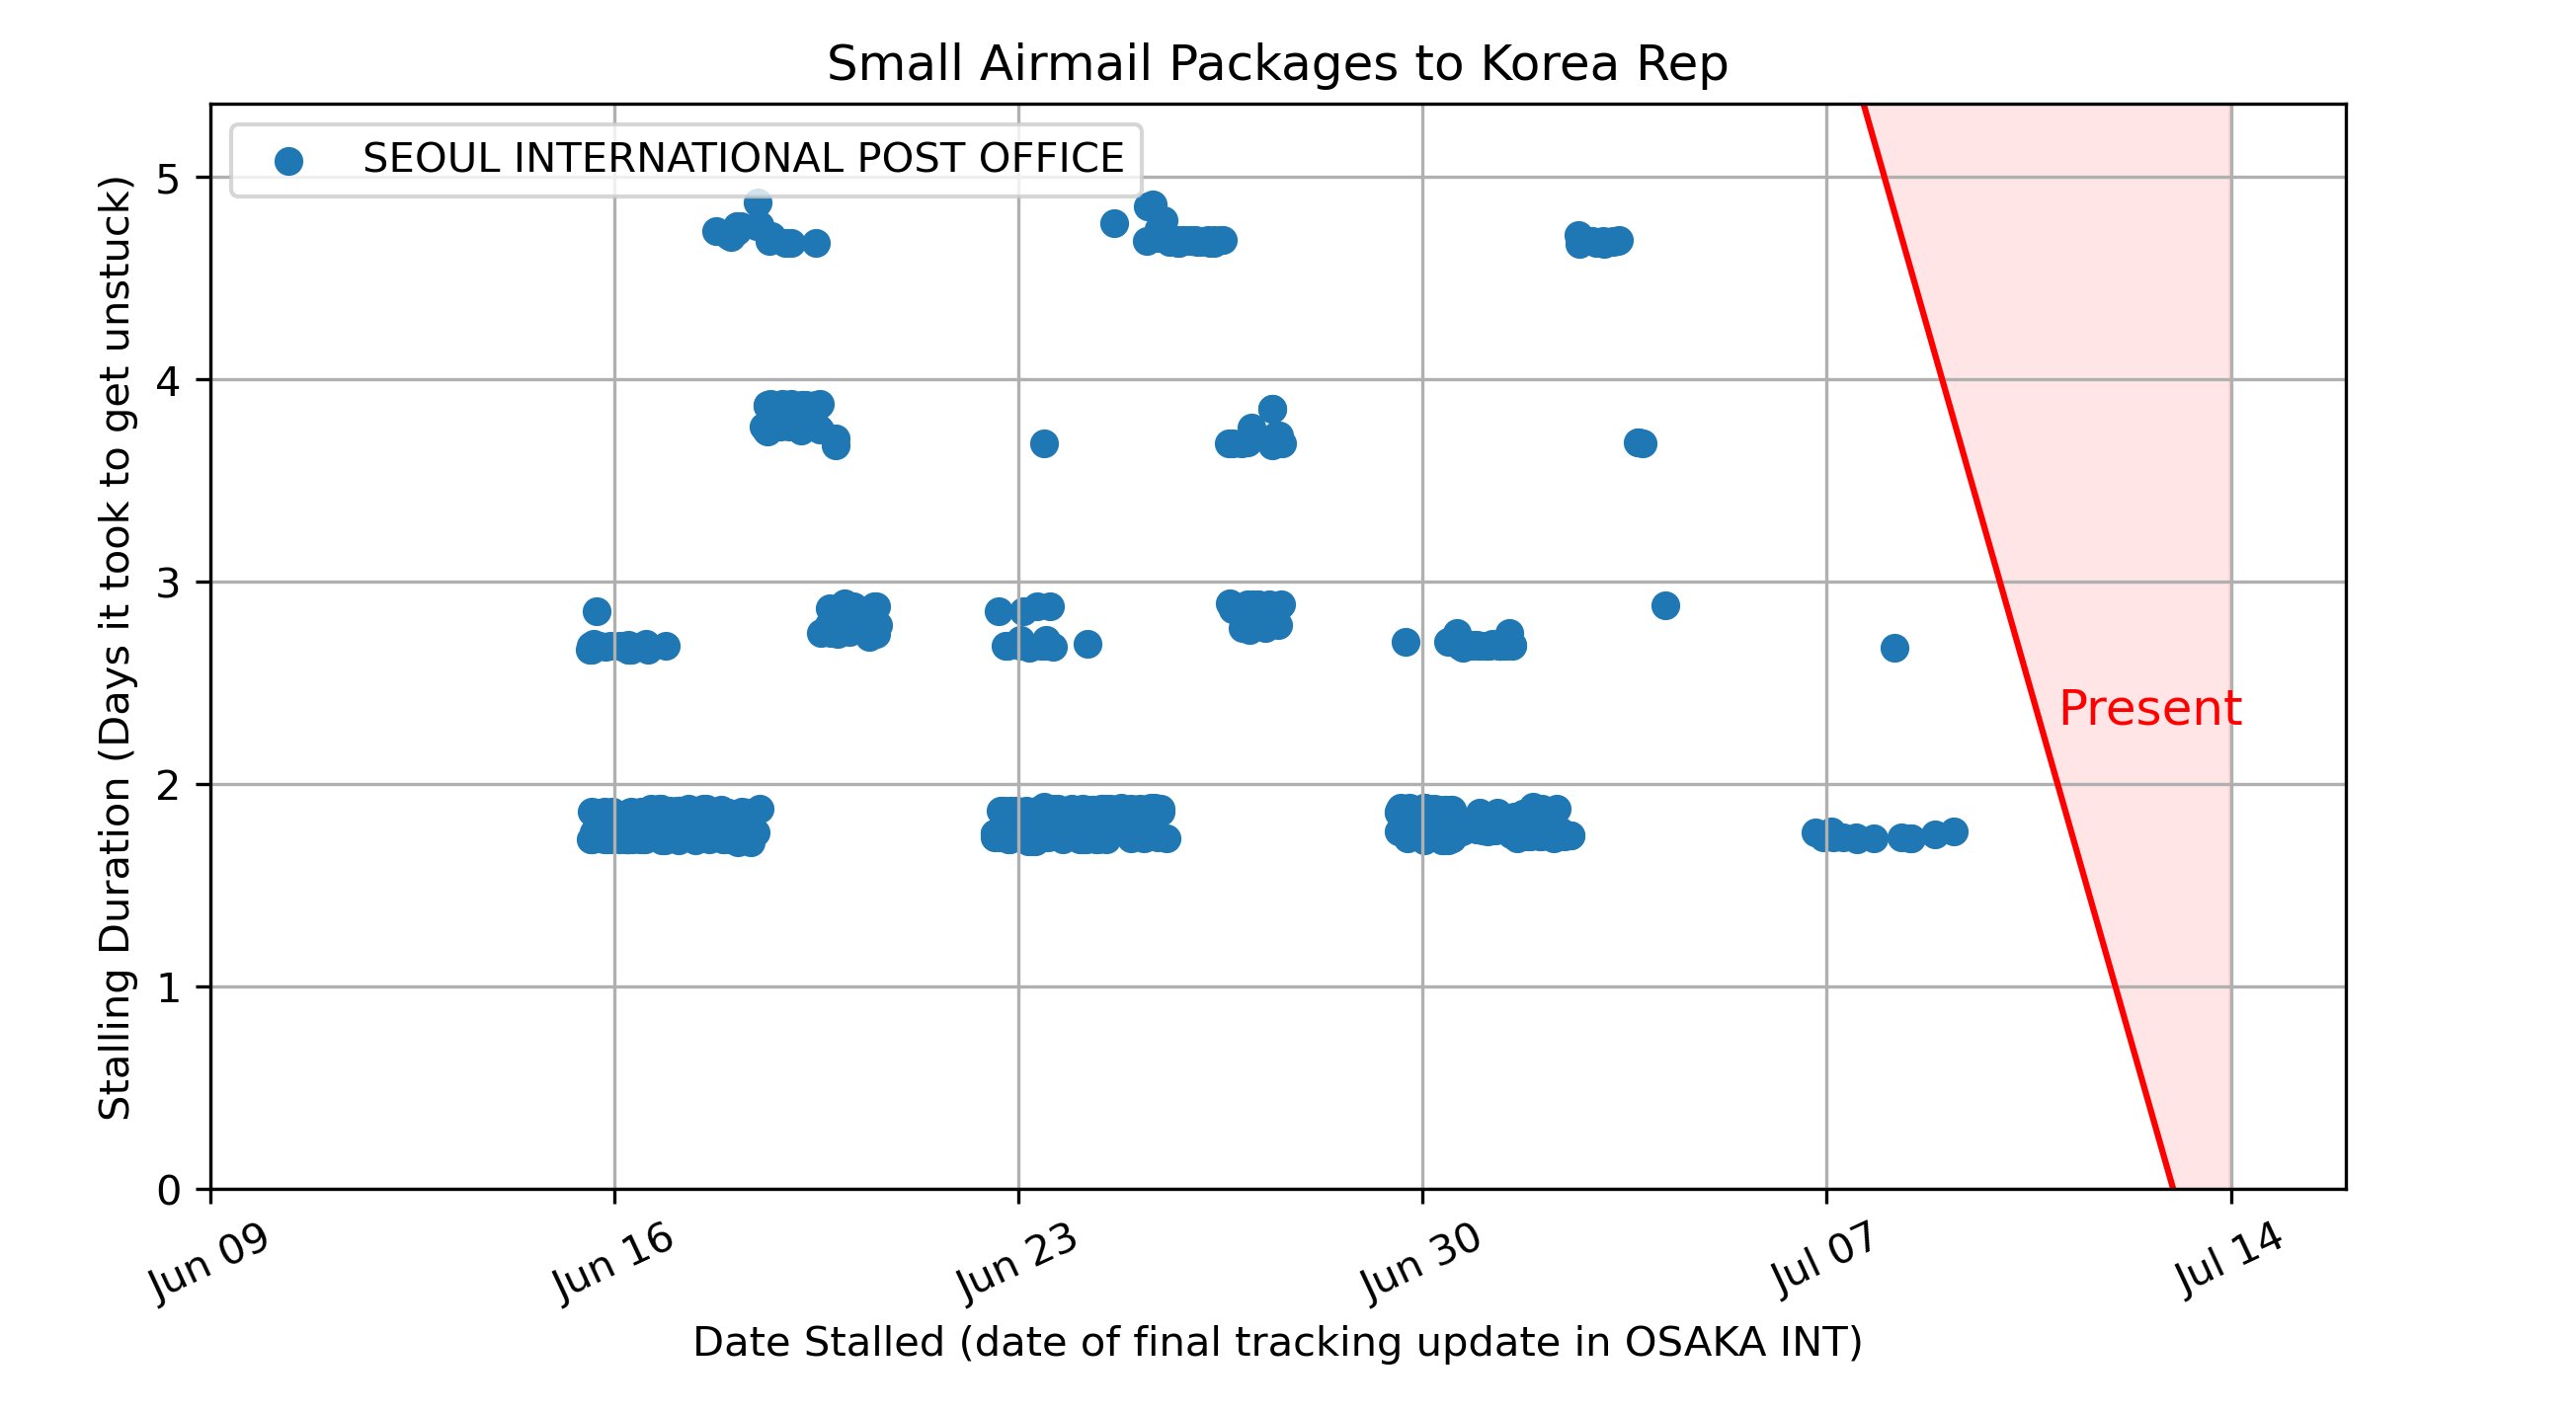 Small Airmail Packages to Korea Rep
SEOUL INTERNATIONAL POST OFFICE
Stalling Duration (Days it took to get unstuck)
5
4
3
2
1
0
Present
Jun 09
Jun 16
Jun 23
Jun 30
Jul 07
Jul 14
Date Stalled (date of final tracking update in OSAKA INT)